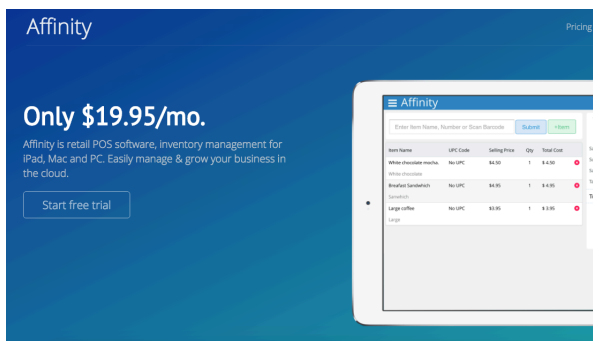 Affinity
Pricing
Only $19.95/mo.
Affinity is retail POS software, inventory management for
iPad, Mac and PC. Easily manage & grow your business in
the cloud.
Start free trial
Affinity
Enter Item Name, Number or Scan Barcode Submit +Item
Item Name UPC Code Selling Price Qty Total Cost
White chocolate mocha. No UPC $4.50 1 $ 4.50
White chocolate
Breafast Sandwhich No UPC $4.95 1 $ 4.95
Sanwhich
Large coffee No UPC $3.95 1 $ 3.95
Large